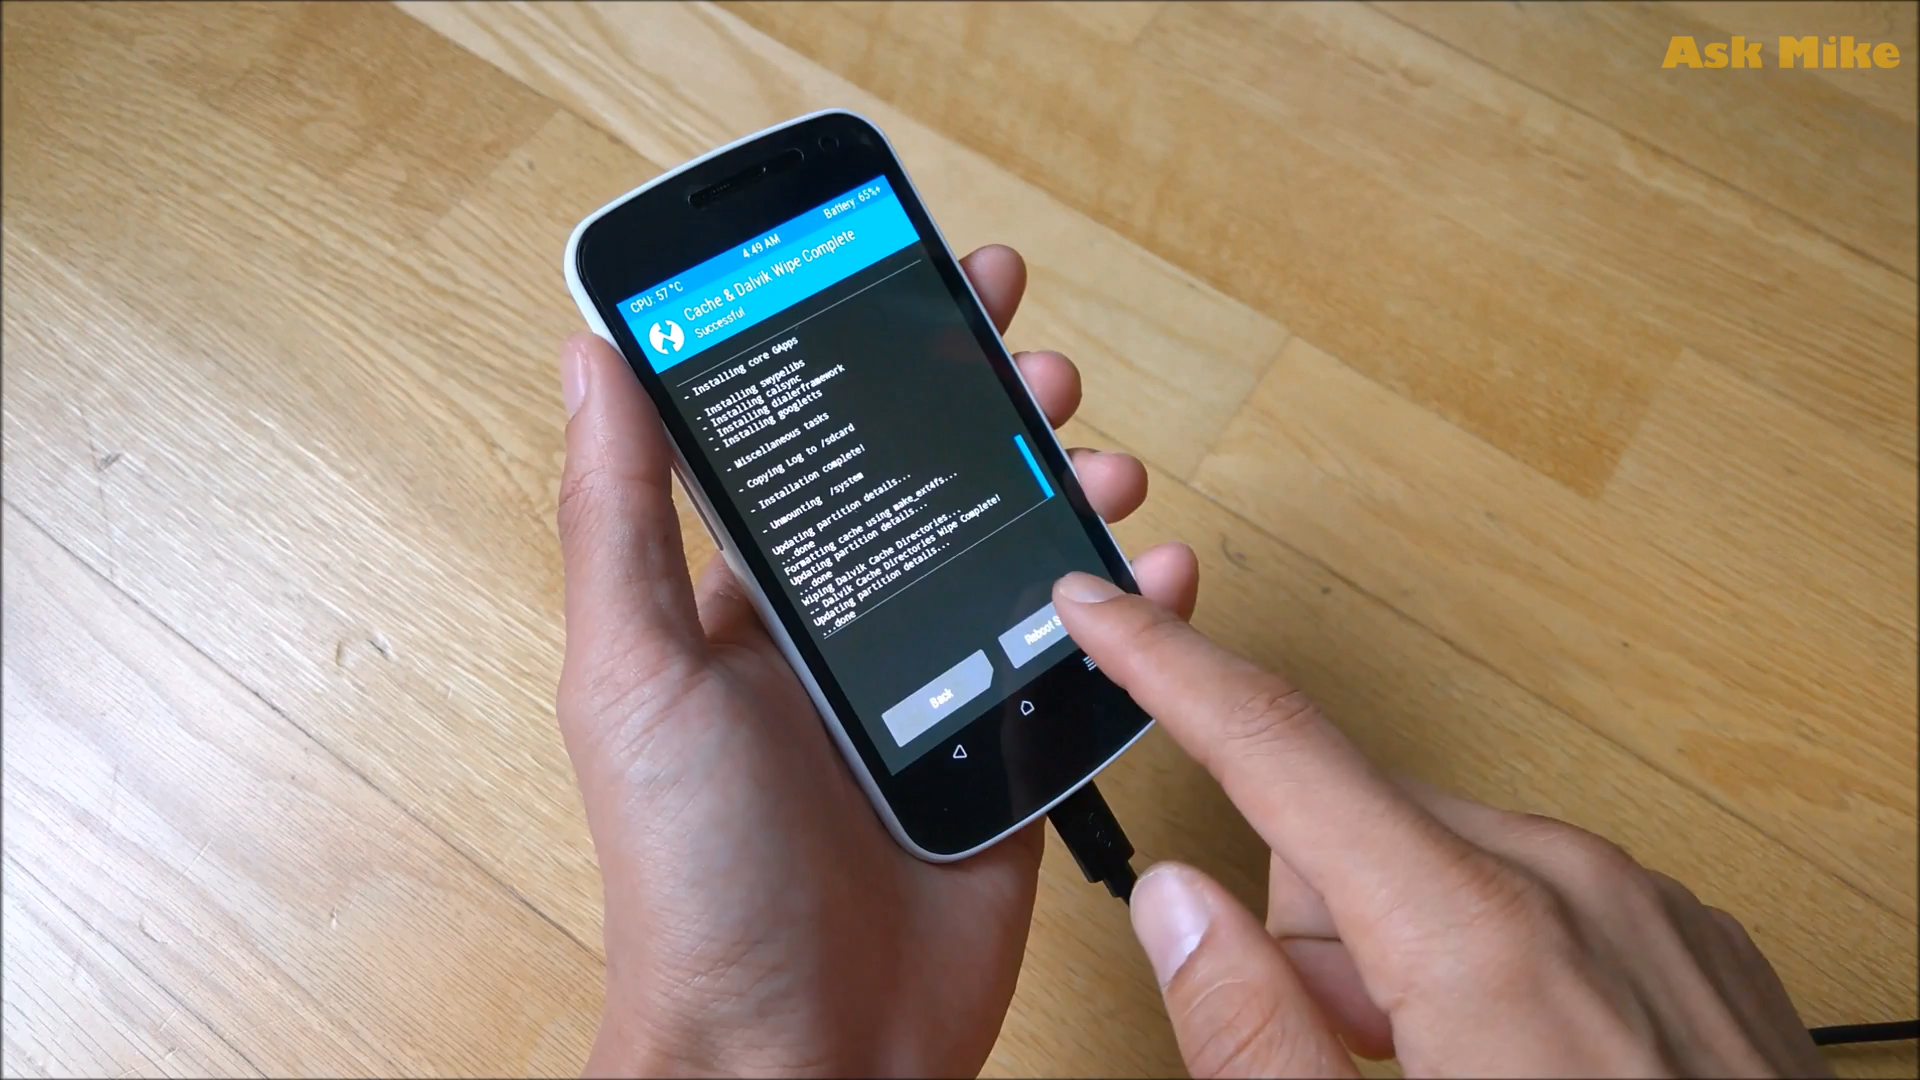 Ask Mike
CPU: 57 °C
4:49 AM
Battery: 65%+
Cache & Dalvik Wipe Complete
Successful
- Installing core GApps
- Installing swypelibs
- Installing calsync
- Installing dialerframework
- Installing googletts
- Miscellaneous tasks
- Copying Log to /sdcard
- Installation complete!
- Unmounting /system
Updating partition details...
...done
Formatting cache using make_ext4fs...
Updating partition details...
...done
Wiping Dalvik Cache Directories...
-- Dalvik Cache Directories Wipe Complete!
Updating partition details...
...done
Back
Reboot S